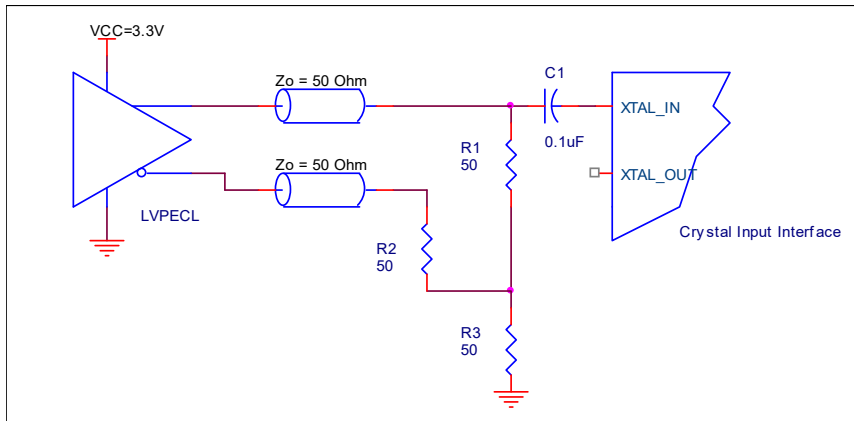 VCC=3.3V
Zo = 50 Ohm
C1
XTAL_IN
0.1uF
R1
50
Zo = 50 Ohm
XTAL_OUT
LVPECL
Crystal Input Interface
R2
50
R3
50